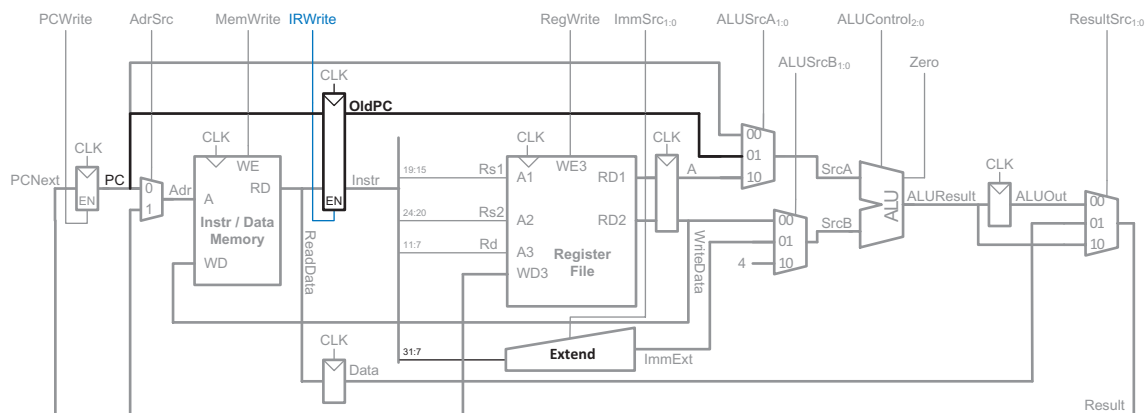 PCWrite AdrSrc MemWrite IRWrite RegWrite ImmSrc1:0 ALUSrcA1:0 ALUControl2:0 ResultSrc1:0
ALUSrcB1:0 Zero
CLK
OldPC
CLK CLK CLK CLK CLK CLK
PCNext PC EN
0
1
Adr
A
WE
RD
Instr / Data
Memory
WD
ReadData
EN
Instr
19:15 Rs1 A1
24:20 Rs2 A2
11:7 Rd A3
WD3
WE3
RD1
RD2
Register
File
A
WriteData
00
01
10
SrcA
00
01
4 10
SrcB
ALU
ALUResult
ALUOut
00
01
10
31:7 Extend ImmExt
CLK
Data
Result